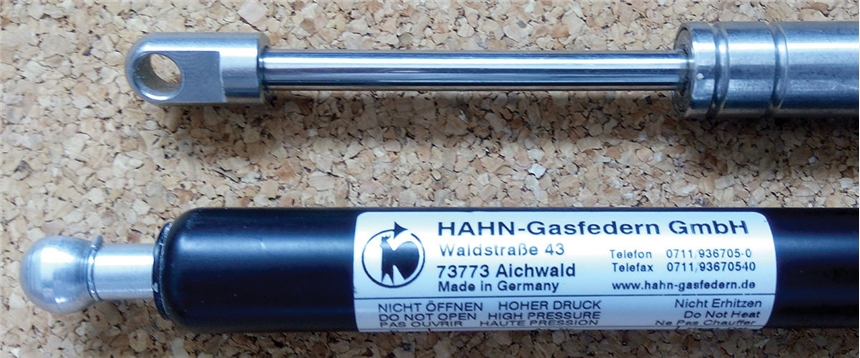 HAHN-Gasfedern GmbH
Waldstraße 43
Telefon 0711/936705-0
73773 Aichwald
Telefax 0711/93670540
Made in Germany
www.hahn-gasfedern.de
NICHT ÖFFNEN HOHER DRUCK Nicht Erhitzen
DO NOT OPEN HIGH PRESSURE Do Not Heat
PAS OUVRIR HAUTE PRESSION Ne Pas Chauffer